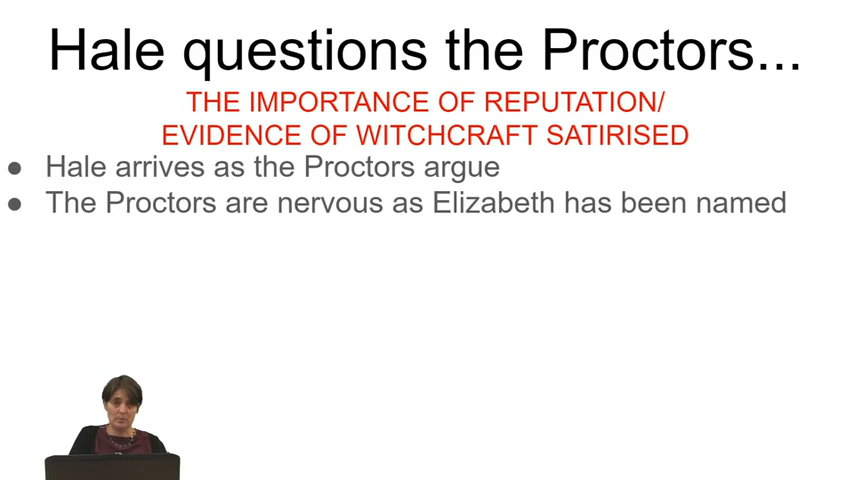 Hale questions the Proctors...
THE IMPORTANCE OF REPUTATION/
EVIDENCE OF WITCHCRAFT SATIRISED
● Hale arrives as the Proctors argue
● The Proctors are nervous as Elizabeth has been named